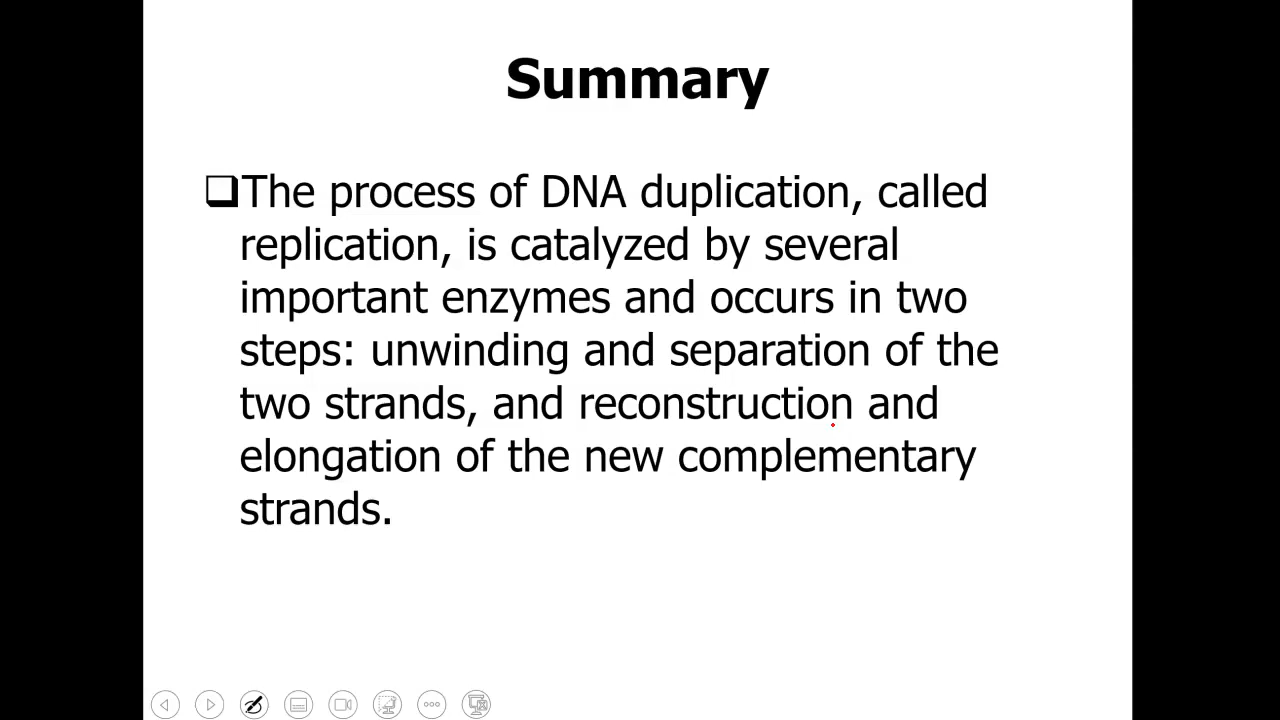 Summary
❑The process of DNA duplication, called
replication, is catalyzed by several
important enzymes and occurs in two
steps: unwinding and separation of the
two strands, and reconstruction and
elongation of the new complementary
strands.